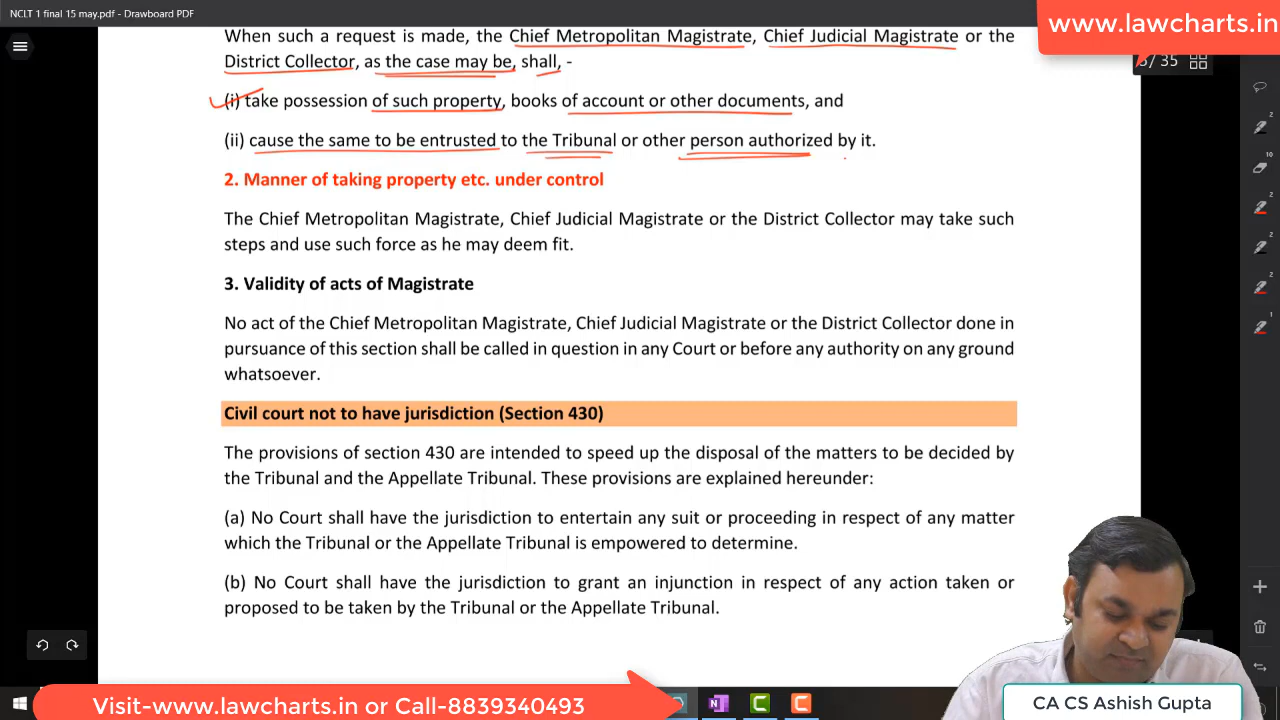 NCLT 1 final 15 may.pdf - Drawboard PDF
www.lawcharts.in
When such a request is made, the Chief Metropolitan Magistrate, Chief Judicial Magistrate or the
District Collector, as the case may be, shall, -
/ 35
(i) take possession of such property, books of account or other documents, and
(ii) cause the same to be entrusted to the Tribunal or other person authorized by it.
2. Manner of taking property etc. under control
The Chief Metropolitan Magistrate, Chief Judicial Magistrate or the District Collector may take such
steps and use such force as he may deem fit.
3. Validity of acts of Magistrate
No act of the Chief Metropolitan Magistrate, Chief Judicial Magistrate or the District Collector done in
pursuance of this section shall be called in question in any Court or before any authority on any ground
whatsoever.
Civil court not to have jurisdiction (Section 430)
The provisions of section 430 are intended to speed up the disposal of the matters to be decided by
the Tribunal and the Appellate Tribunal. These provisions are explained hereunder:
(a) No Court shall have the jurisdiction to entertain any suit or proceeding in respect of any matter
which the Tribunal or the Appellate Tribunal is empowered to determine.
(b) No Court shall have the jurisdiction to grant an injunction in respect of any action taken or
proposed to be taken by the Tribunal or the Appellate Tribunal.
2
10
2
2
2
1
Visit-www.lawcharts.in or Call-8839340493
CA CS Ashish Gupta